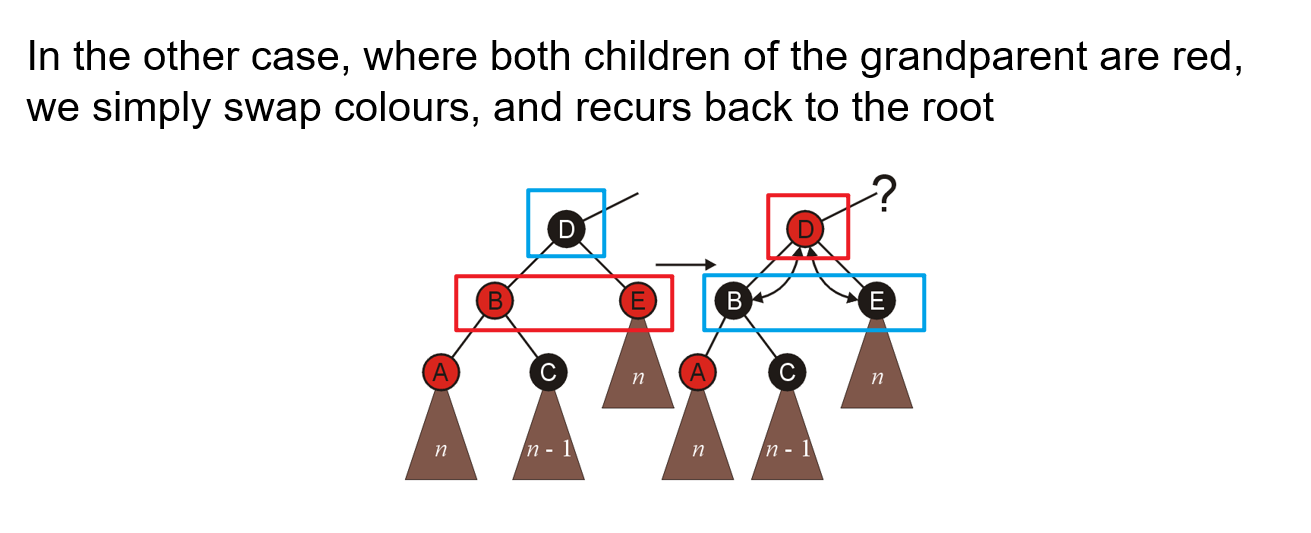 In the other case, where both children of the grandparent are red,
we simply swap colours, and recurs back to the root
?
D D
B E B E
A C n A C n
n n - 1 n n - 1